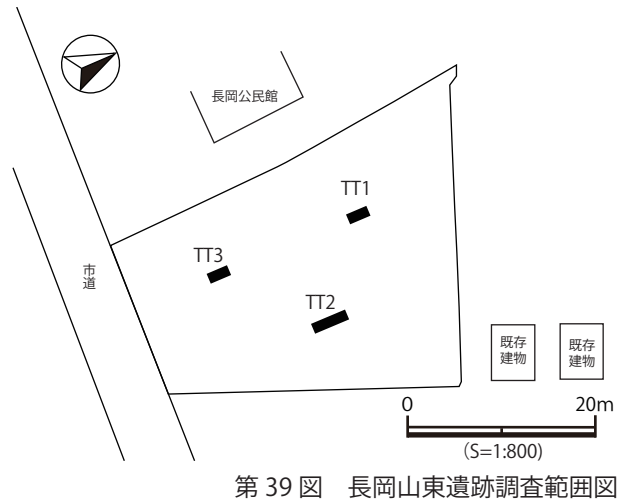 長岡公民館
TT1
TT3
市道
TT2
既存
建物
既存
建物
0 20m
(S=1:800)
第 39 図 長岡山東遺跡調査範囲図